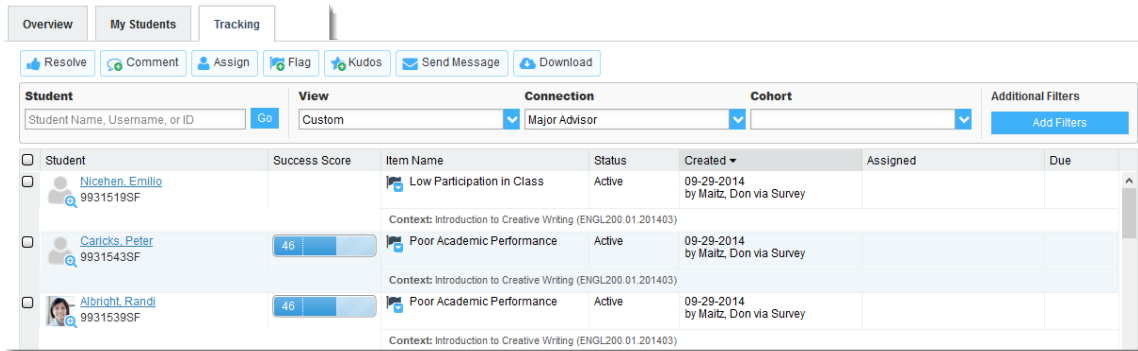 Overview My Students Tracking
Resolve Comment Assign Flag Kudos Send Message Download
Student View Connection Cohort Additional Filters
Student Name, Username, or ID Go Custom Major Advisor Add Filters
Student Success Score Item Name Status Created Assigned Due
Nicehen, Emilio Low Participation in Class Active 09-29-2014
9931519SF by Maitz, Don via Survey
Context: Introduction to Creative Writing (ENGL200.01.201403)
Caricks, Peter 46 Poor Academic Performance Active 09-29-2014
9931543SF by Maitz, Don via Survey
Context: Introduction to Creative Writing (ENGL200.01.201403)
Albright, Randi 46 Poor Academic Performance Active 09-29-2014
9931539SF by Maitz, Don via Survey
Context: Introduction to Creative Writing (ENGL200.01.201403)